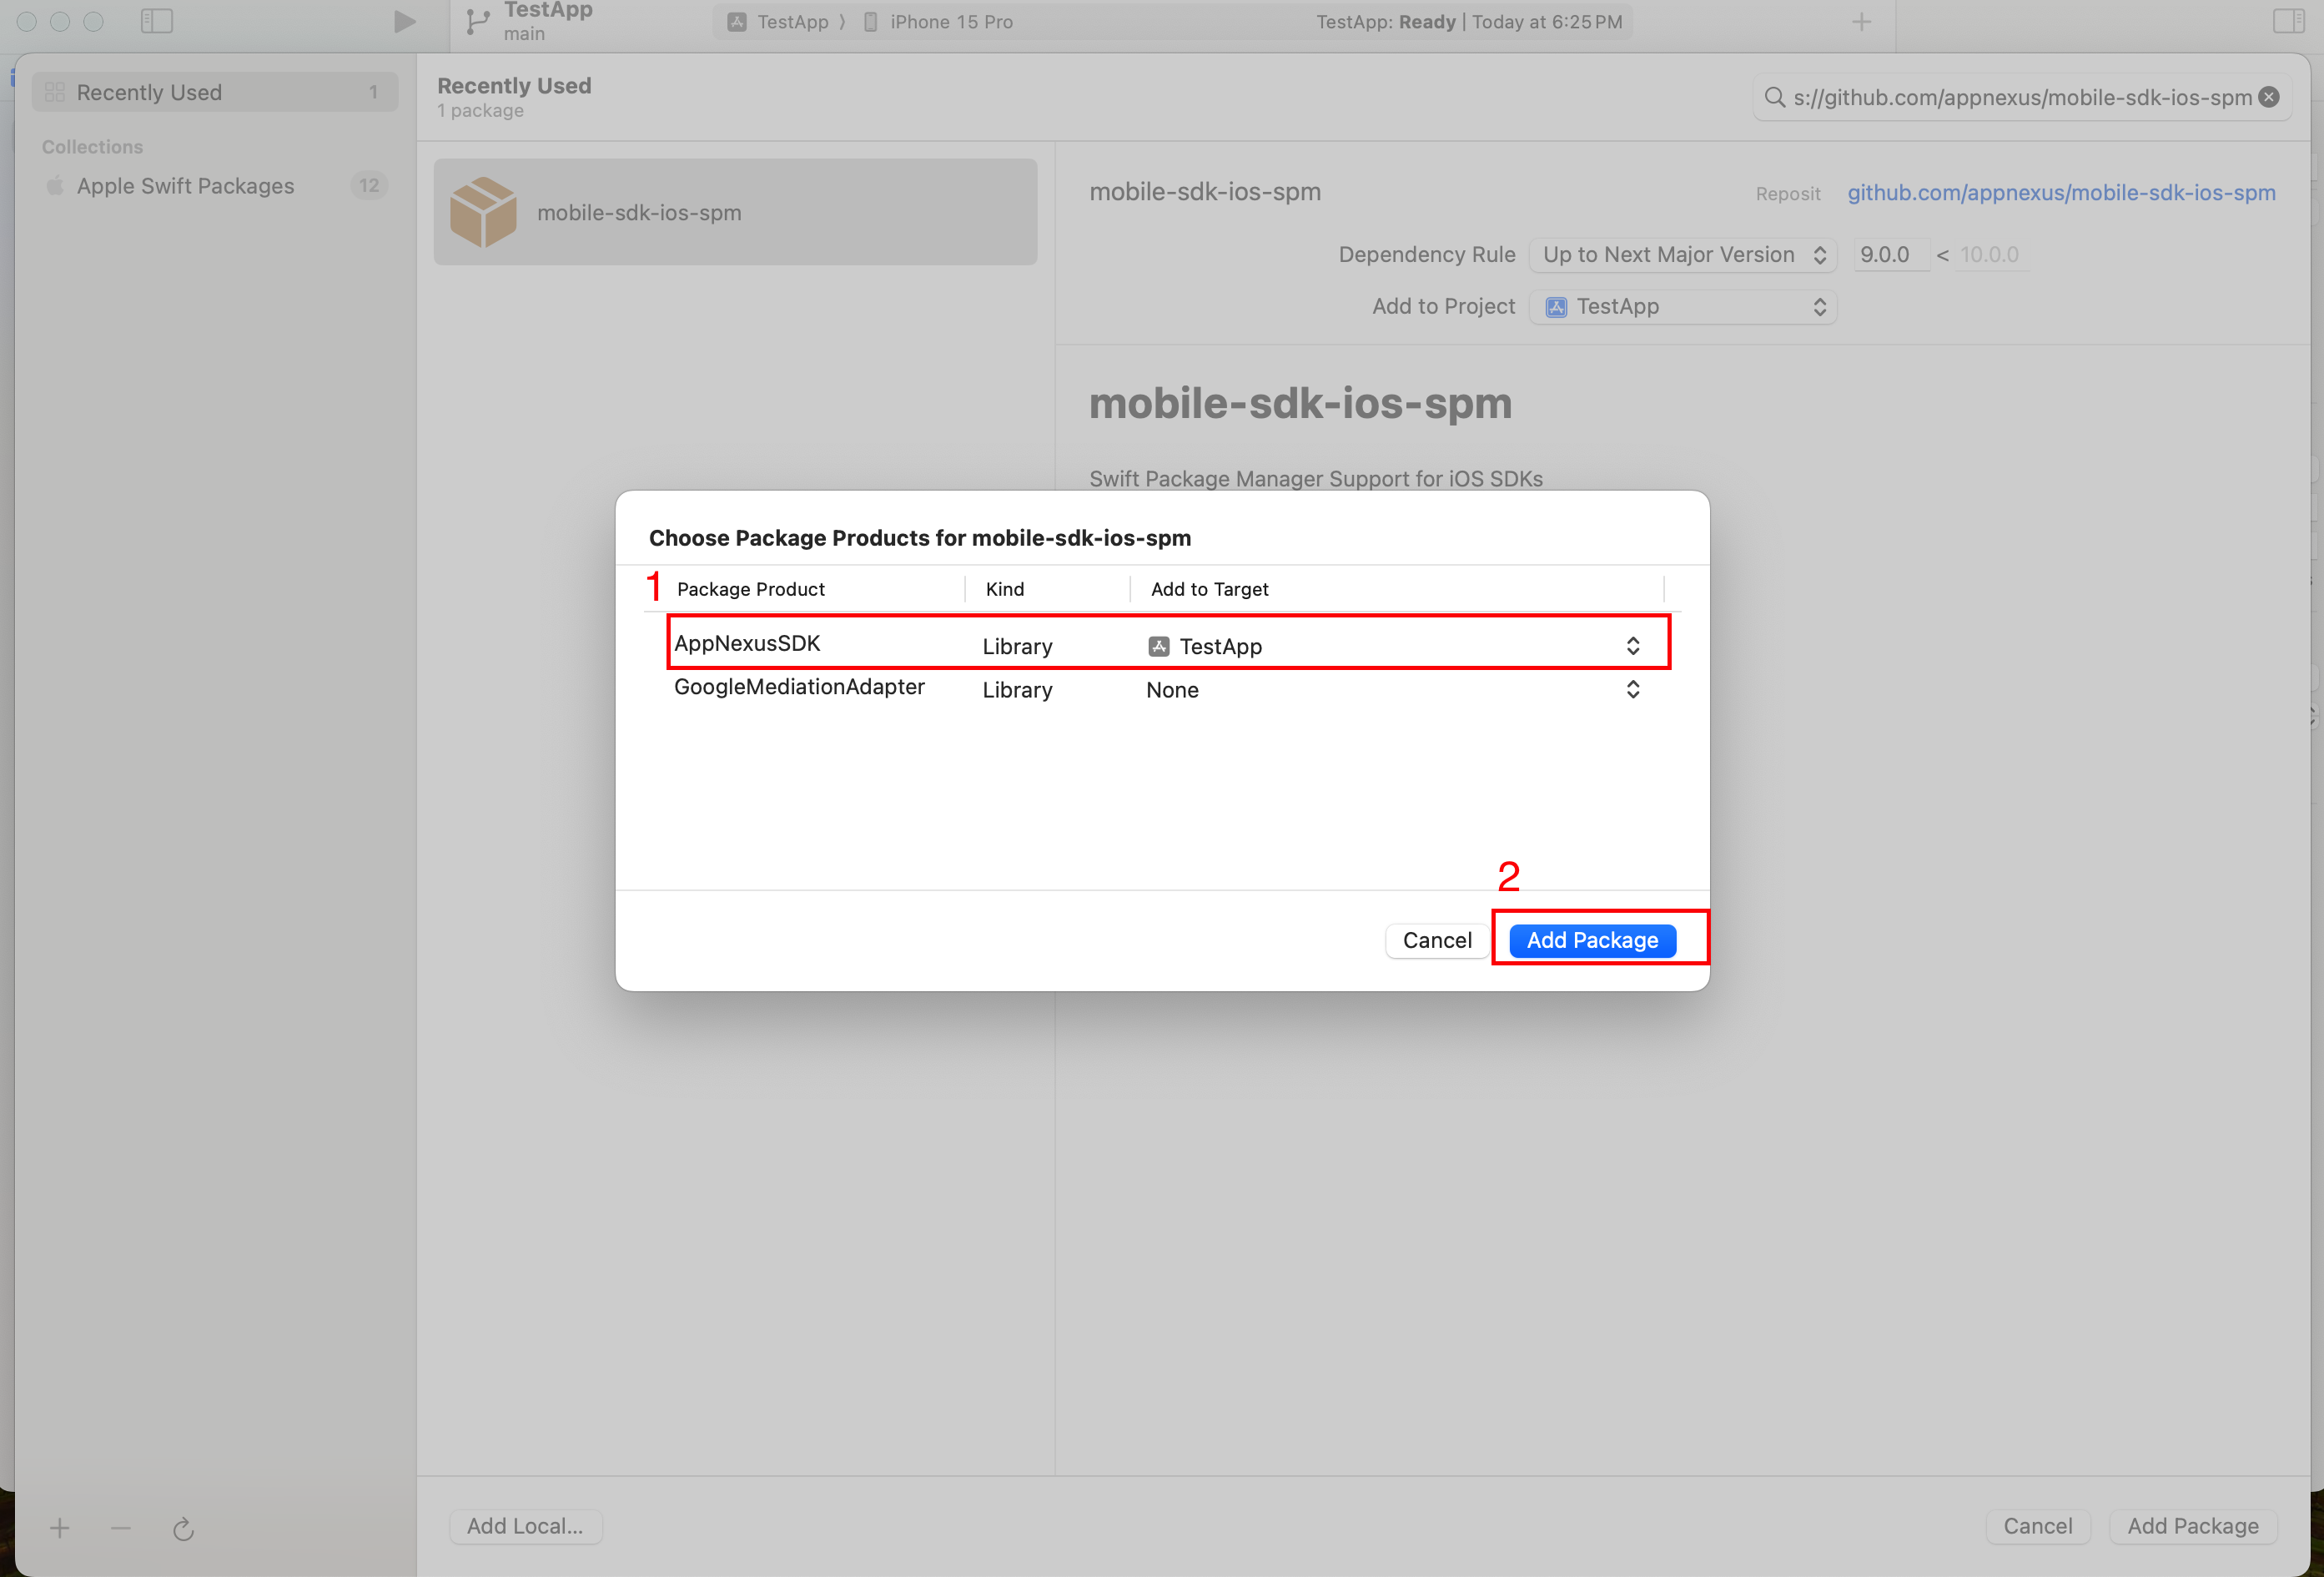 TestApp
main
TestApp ⟩ iPhone 15 Pro
TestApp: Ready | Today at 6:25 PM
Recently Used 1
Collections
Apple Swift Packages 12
Recently Used
1 package
s://github.com/appnexus/mobile-sdk-ios-spm
mobile-sdk-ios-spm
mobile-sdk-ios-spm
Reposit github.com/appnexus/mobile-sdk-ios-spm
Dependency Rule Up to Next Major Version 9.0.0 < 10.0.0
Add to Project TestApp
mobile-sdk-ios-spm
Swift Package Manager Support for iOS SDKs
Choose Package Products for mobile-sdk-ios-spm
1 Package Product Kind Add to Target
AppNexusSDK Library TestApp
GoogleMediationAdapter Library None
2
Cancel Add Package
Add Local... Cancel Add Package